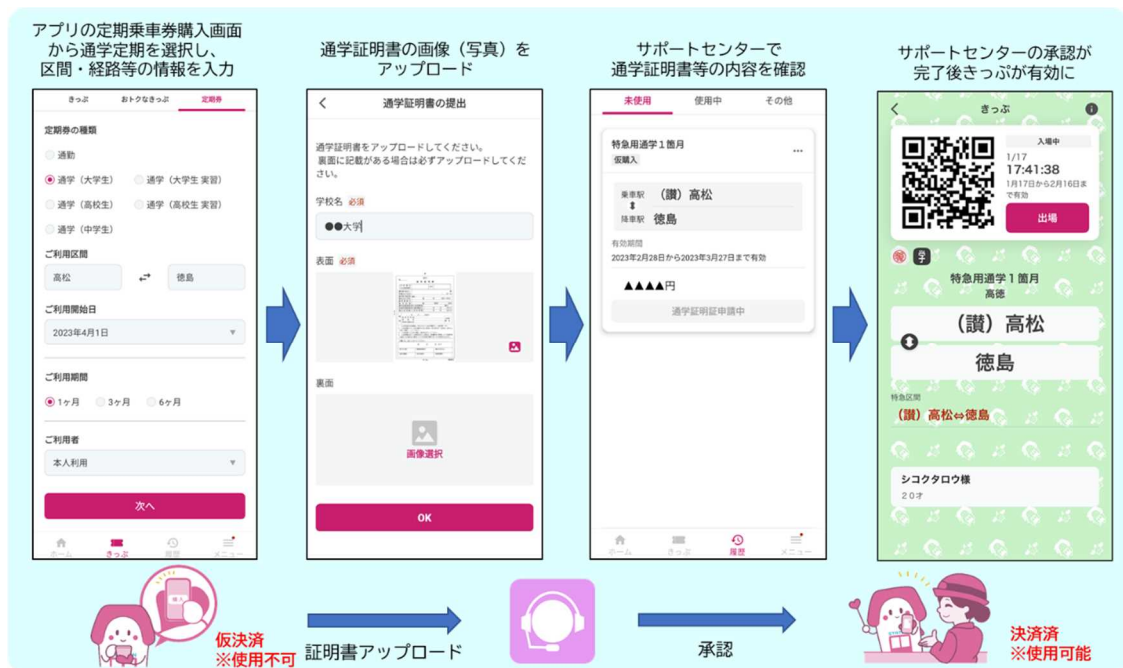 アプリの定期乗車券購入画面
から通学定期を選択し、
区間・経路等の情報を入力
きっぷ おトクなきっぷ 定期券
定期券の種類
通勤
通学（大学生） 通学（大学生 実習）
通学（高校生） 通学（高校生 実習）
通学（中学生）
ご利用区間
高松 徳島
ご利用開始日
2023年4月1日
ご利用期間
1ヶ月 3ヶ月 6ヶ月
ご利用者
本人利用
次へ
ホーム きっぷ 履歴 メニュー
通学証明書の画像（写真）を
アップロード
通学証明書の提出
通学証明書をアップロードしてください。
裏面に記載がある場合は必ずアップロードしてくだ
さい。
学校名 必須
●●大学
表面 必須
裏面
画像選択
OK
サポートセンターで
通学証明書等の内容を確認
未使用 使用中 その他
特急用通学1箇月
仮購入
乗車駅 （讃）高松
降車駅 徳島
有効期間
2023年2月28日から2023年3月27日まで有効
▲▲▲▲円
通学証明証申請中
ホーム きっぷ 履歴 メニュー
サポートセンターの承認が
完了後きっぷが有効に
きっぷ
入場中
1/17
17:41:38
1月17日から2月16日ま
で有効
出場
学
特急用通学1箇月
高徳
（讃）高松
徳島
特急区間
（讃）高松⇔徳島
シコクタロウ様
20才
仮決済
※使用不可
証明書アップロード
承認
決済済
※使用可能